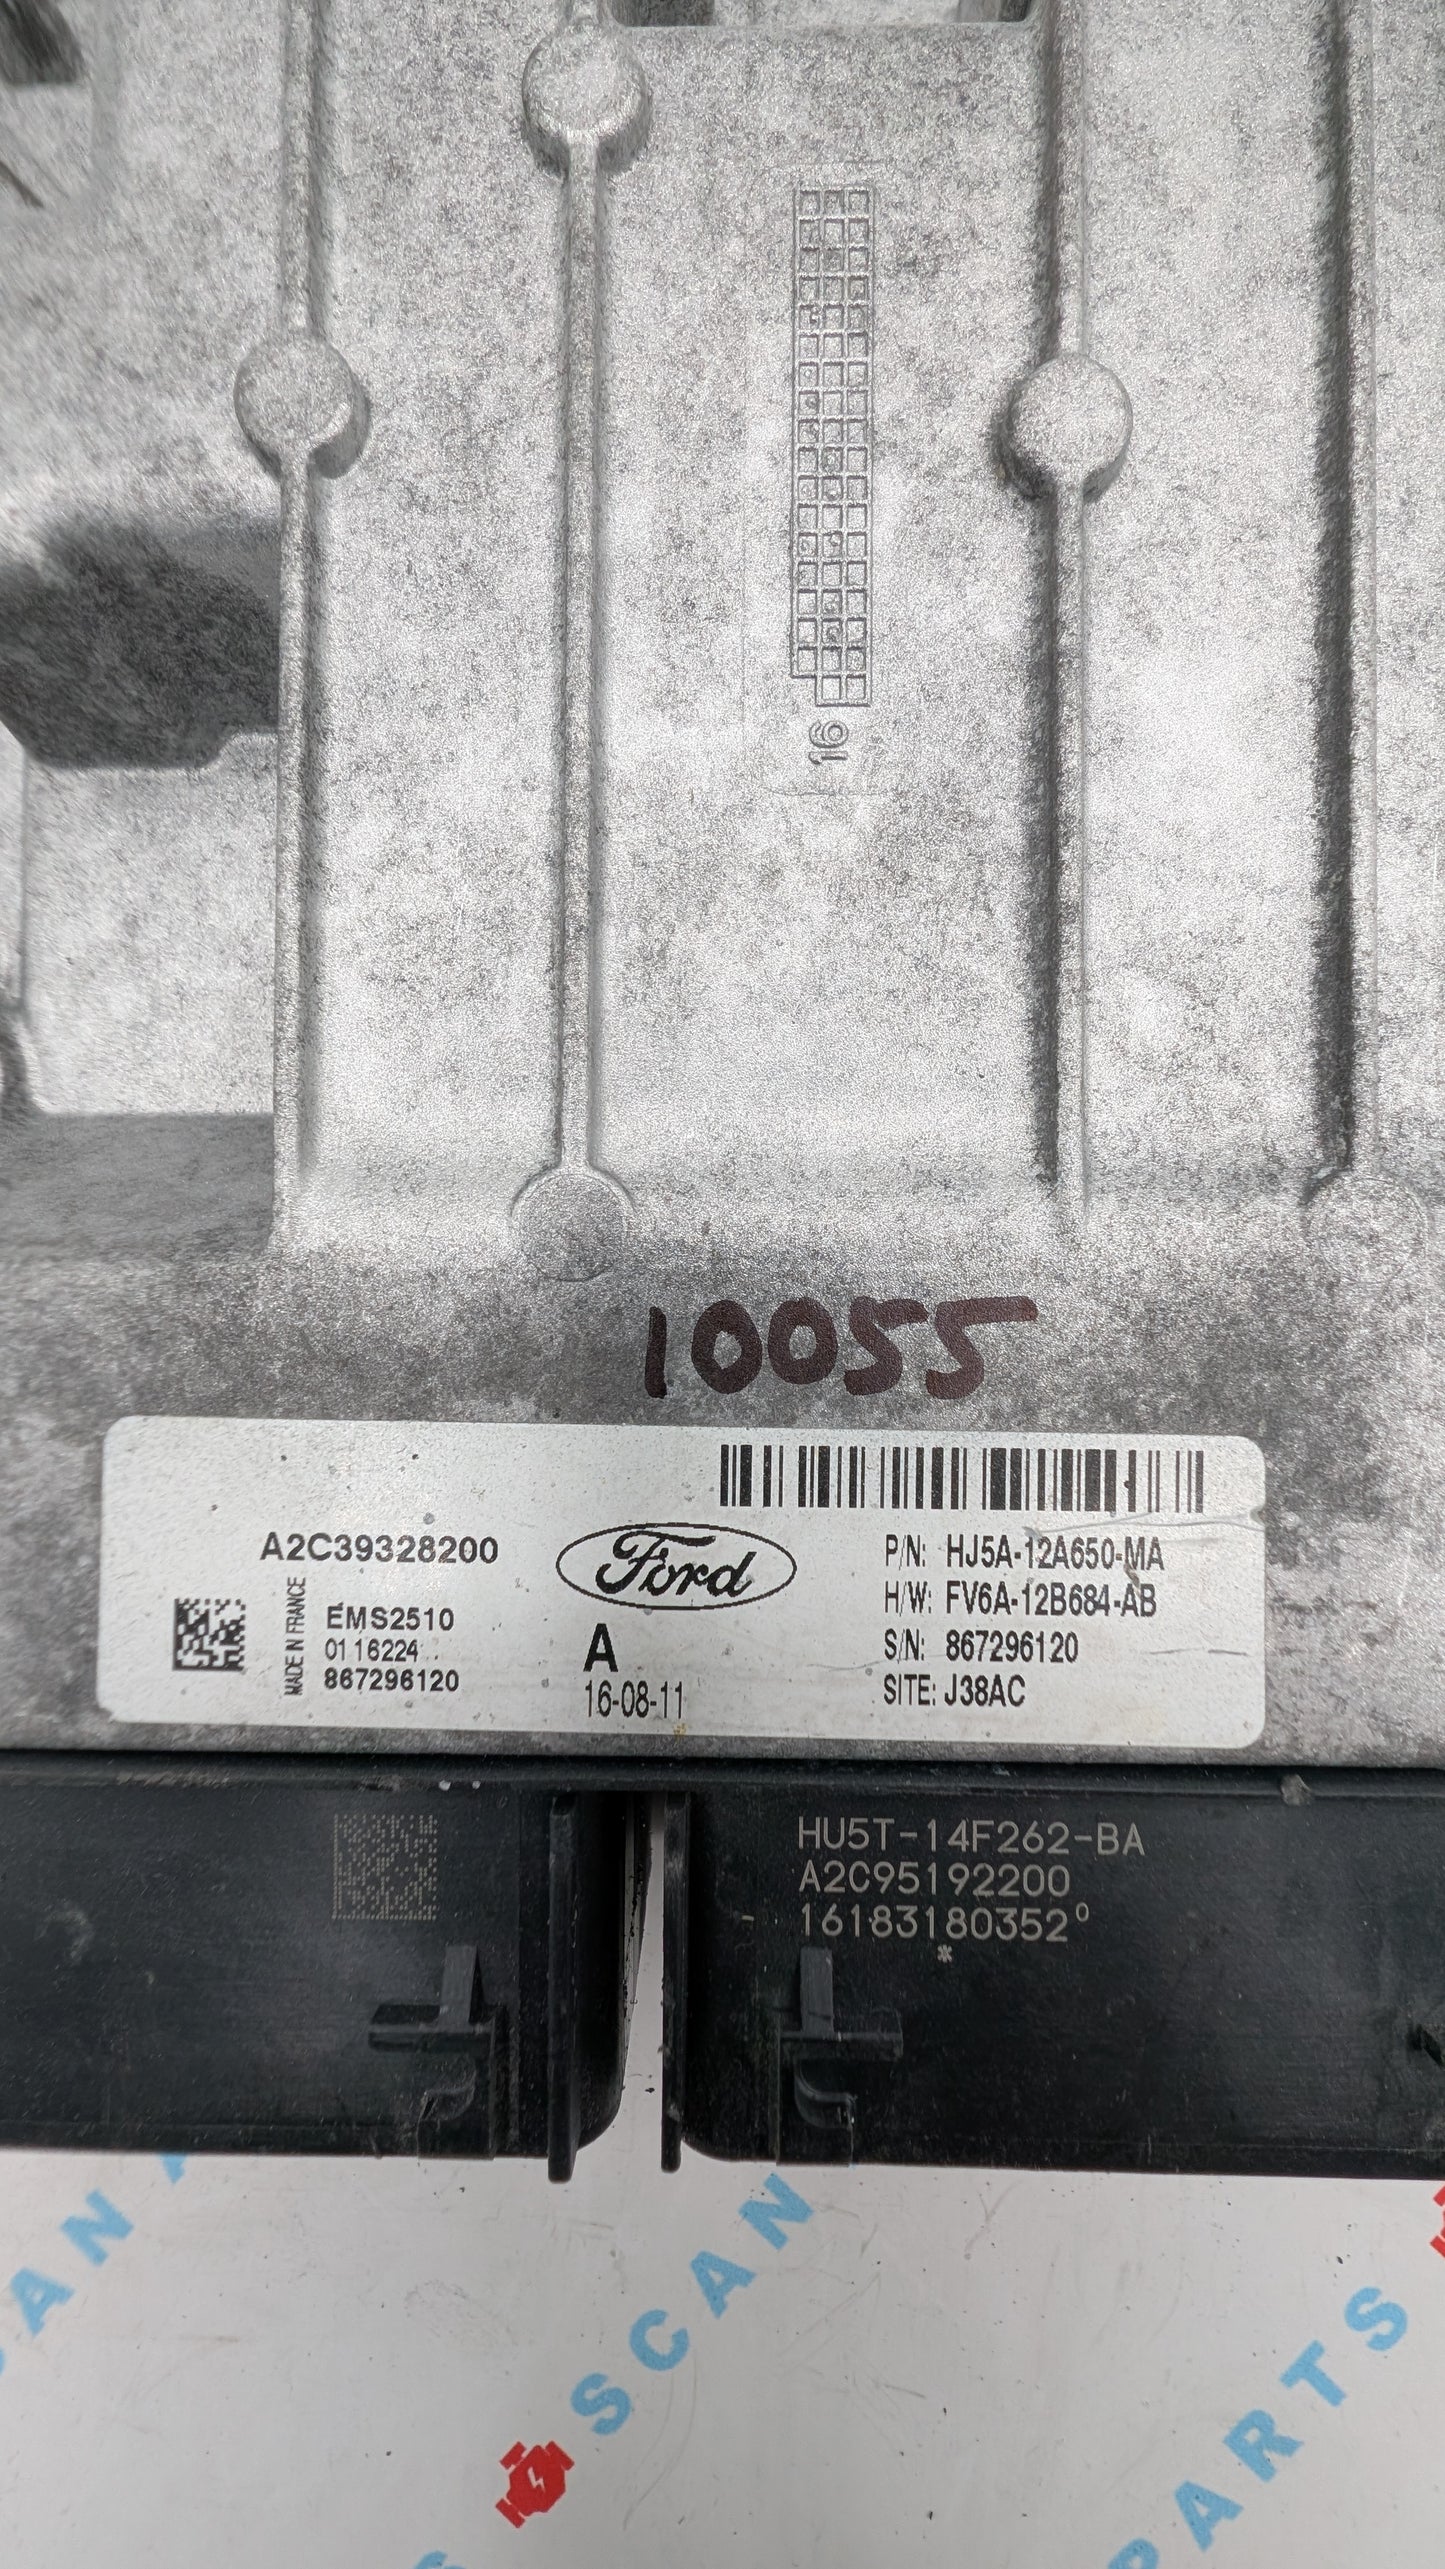 16
10055
A2C39328200
MADE IN FRANCE
EMS2510
01 16224
867296120
Ford
A
16-08-11
P/N: HJ5A-12A650-MA
H/W: FV6A-12B684-AB
S/N: 867296120
SITE: J38AC
HU5T-14F262-BA
A2C95192200
16183180352⁰
*
SCAN
PARTS